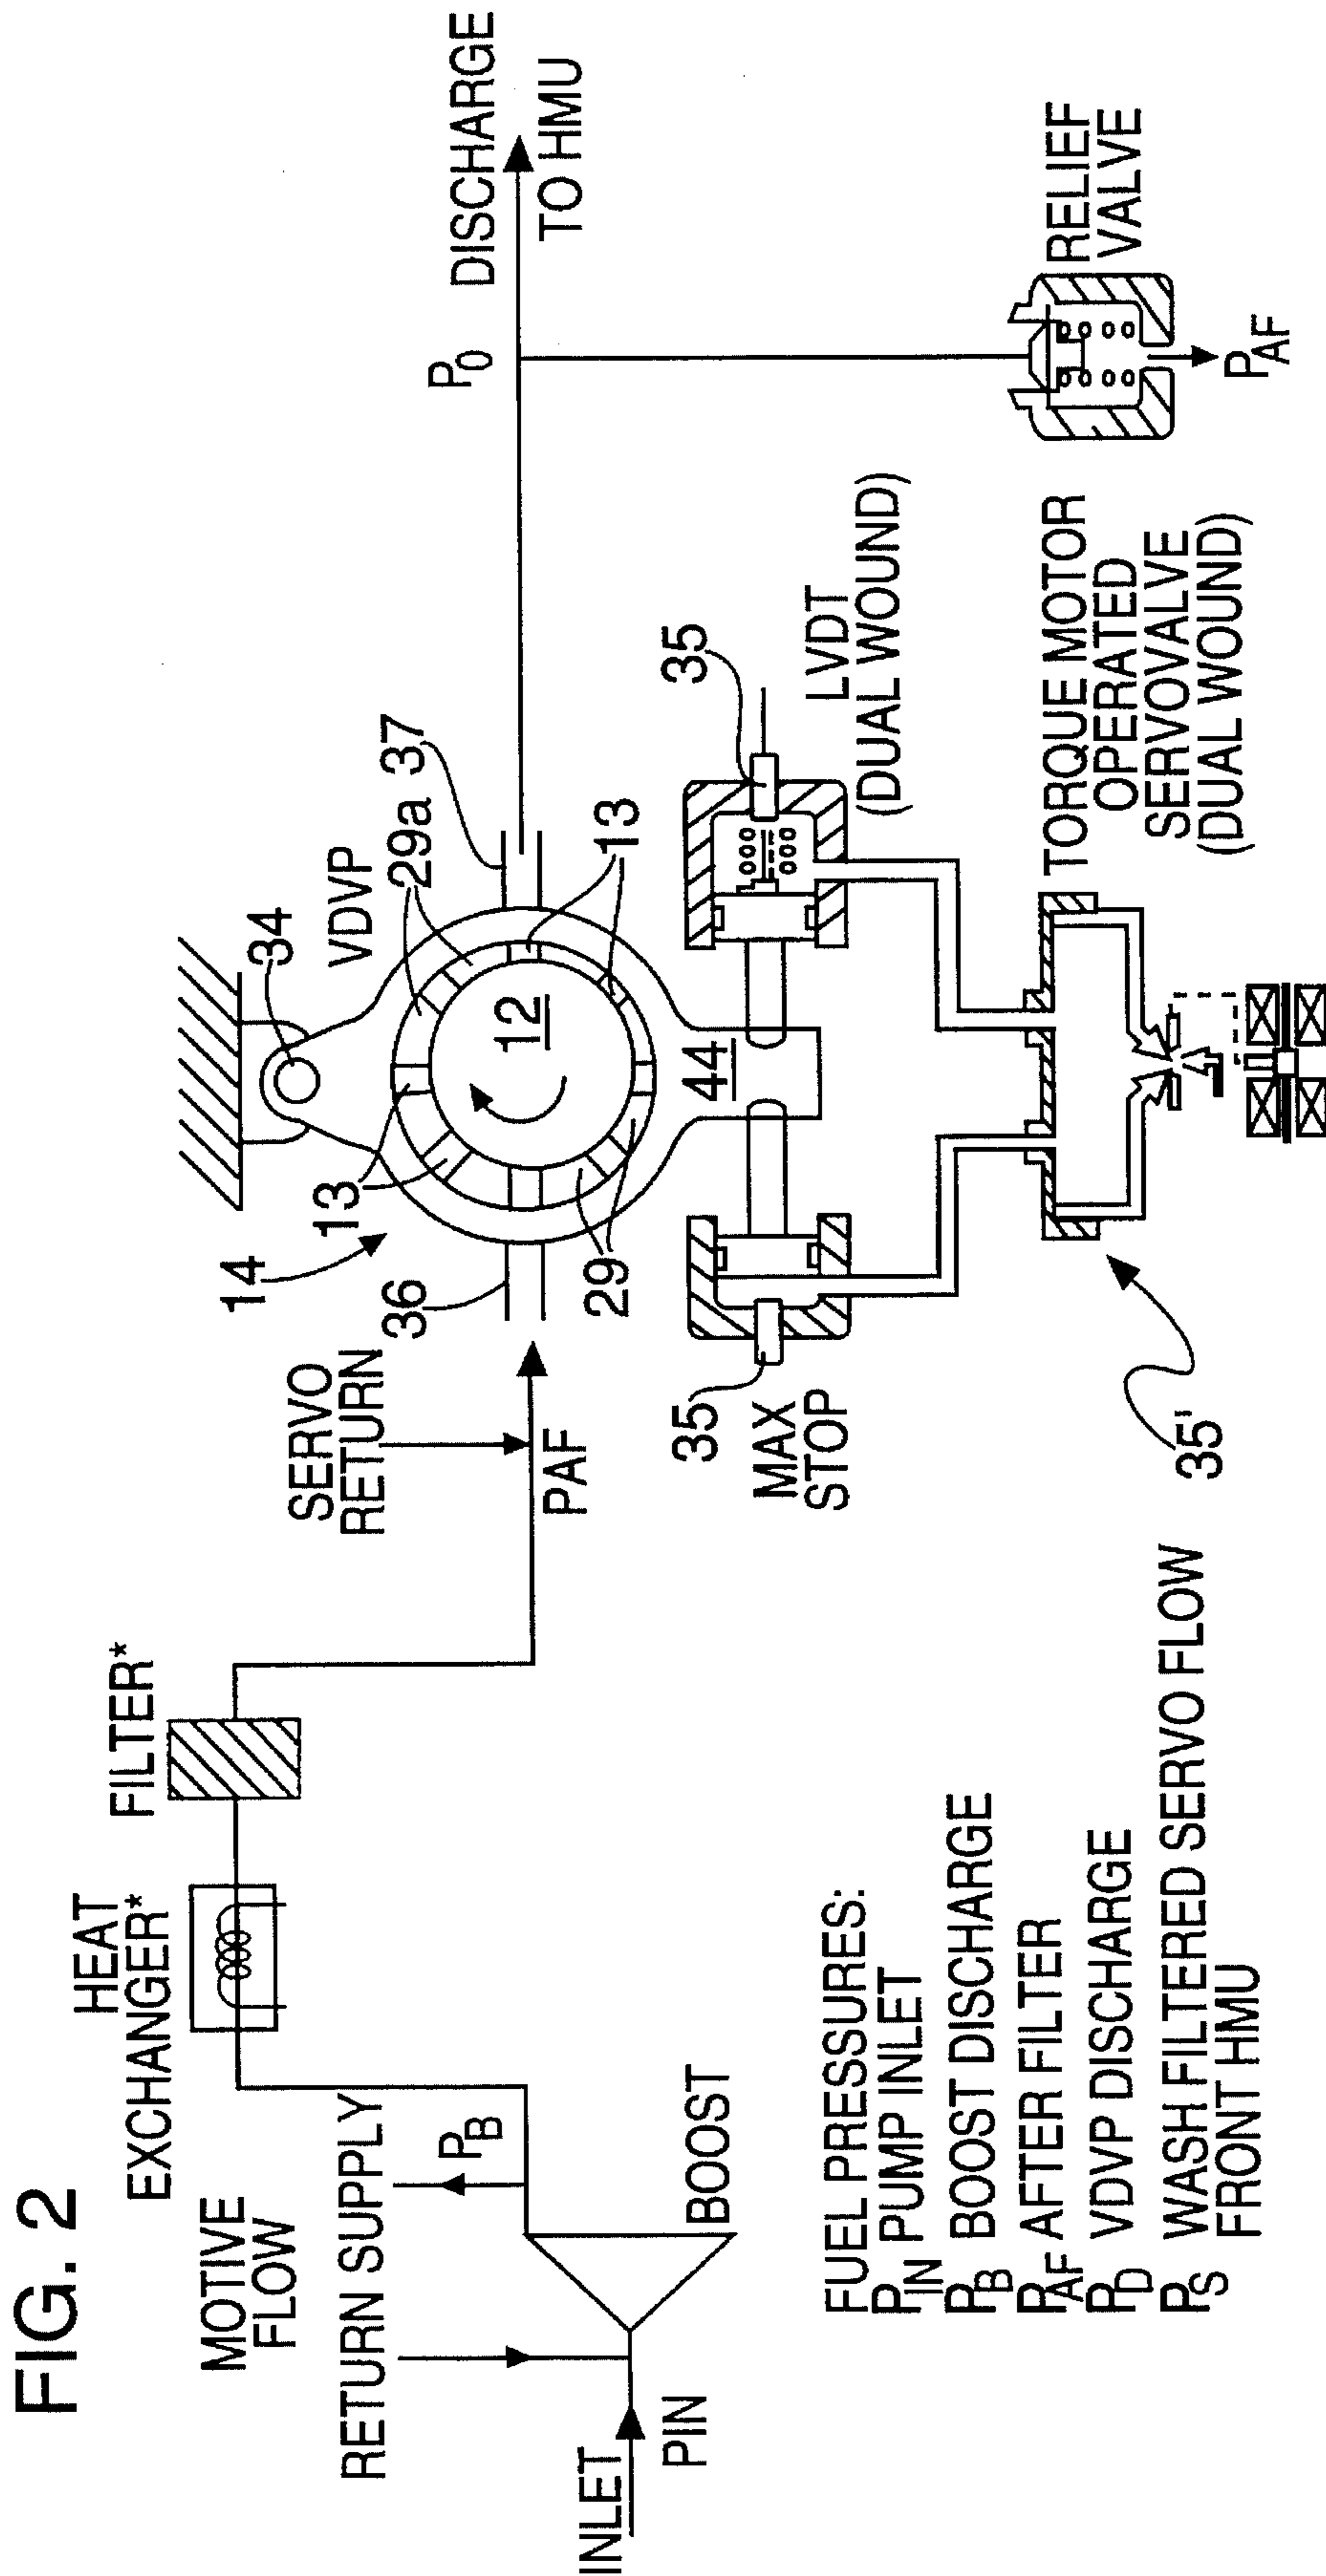 FIG. 2
HEAT
EXCHANGER*
FILTER*
MOTIVE
FLOW
RETURN SUPPLY
P_B
INLET
PIN
BOOST
SERVO
RETURN
PAF
14
13
36
29
34
VDVP
29a
37
12
13
44
P_0
DISCHARGE
TO HMU
35
MAX
STOP
35
LVDT
(DUAL WOUND)
35'
TORQUE MOTOR
OPERATED
SERVOVALVE
(DUAL WOUND)
RELIEF
VALVE
P_AF
FUEL PRESSURES:
P_IN PUMP INLET
P_B BOOST DISCHARGE
P_AF AFTER FILTER
P_D VDVP DISCHARGE
P_S WASH FILTERED SERVO FLOW
FRONT HMU